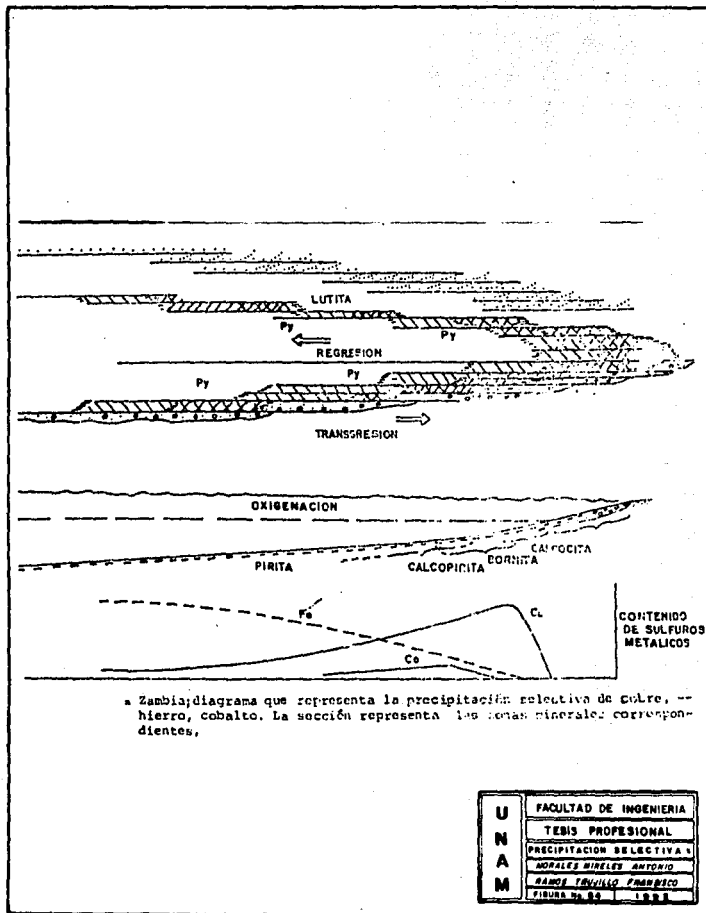 LUTITA
Py
Py
REGRESION
Py
Py
TRANSGRESION
OXIGENACION
PIRITA
CALCOPIRITA
BORNITA
CALCOCITA
Fe
Co
CONTENIDO
DE SULFUROS
METALICOS
a Zambia; diagrama que representa la precipitación selectiva de cobre, --
hierro, cobalto. La sección representa las zonas minerales correspon-
dientes,
UNAM
FACULTAD DE INGENIERIA
TESIS PROFESIONAL
PRECIPITACION SELECTIVA
MORALES MIRELES ANTONIO
RAMOS TRUJILLO FRANCISCO
FIGURA No.